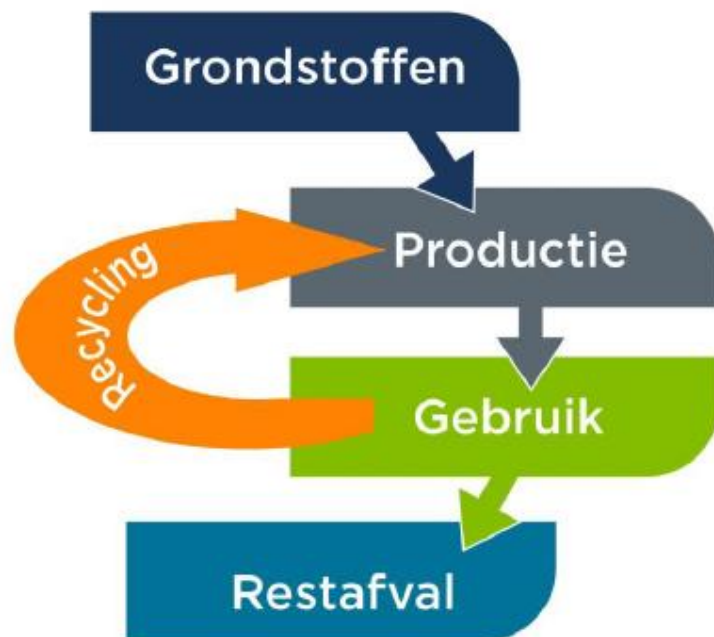 Grondstoffen
Productie
Recycling
Gebruik
Restafval